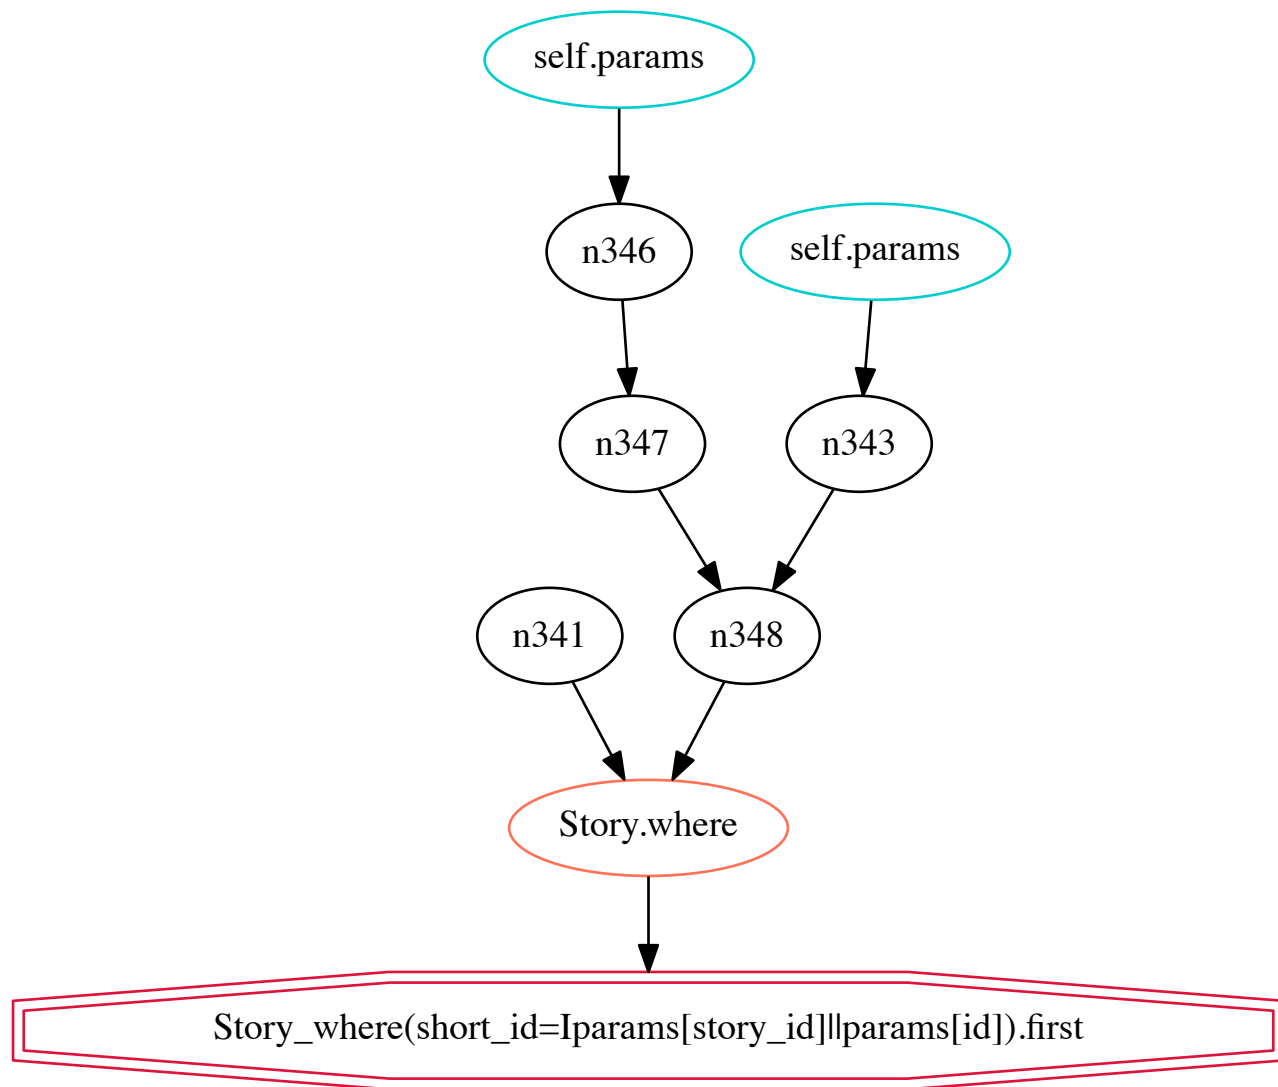 self.params
n346
self.params
n347
n343
n341
n348
Story.where
Story_where(short_id=Iparams[story_id]||params[id]).first